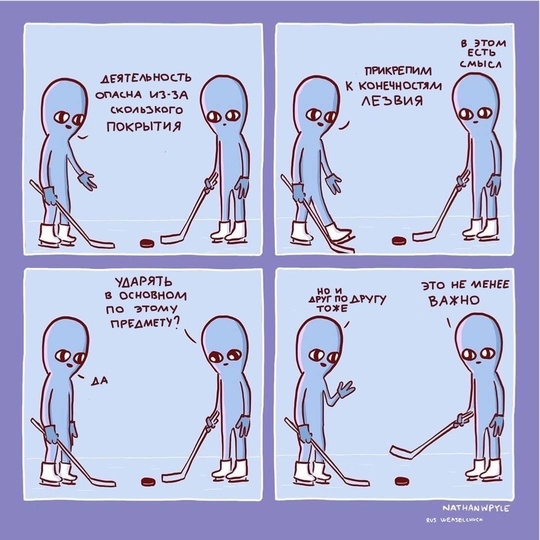 ДЕЯТЕЛЬНОСТЬ
ОПАСНА ИЗ-ЗА
СКОЛЬЗКОГО
ПОКРЫТИЯ
ПРИКРЕПИМ
К КОНЕЧНОСТЯМ
ЛЕЗВИЯ
В ЭТОМ
ЕСТЬ
СМЫСЛ
УДАРЯТЬ
В ОСНОВНОМ
ПО ЭТОМУ
ПРЕДМЕТУ?
ДА
НО И
ДРУГ ПО ДРУГУ
ТОЖЕ
ЭТО НЕ МЕНЕЕ
ВАЖНО
NATHANWPYLE
RUS